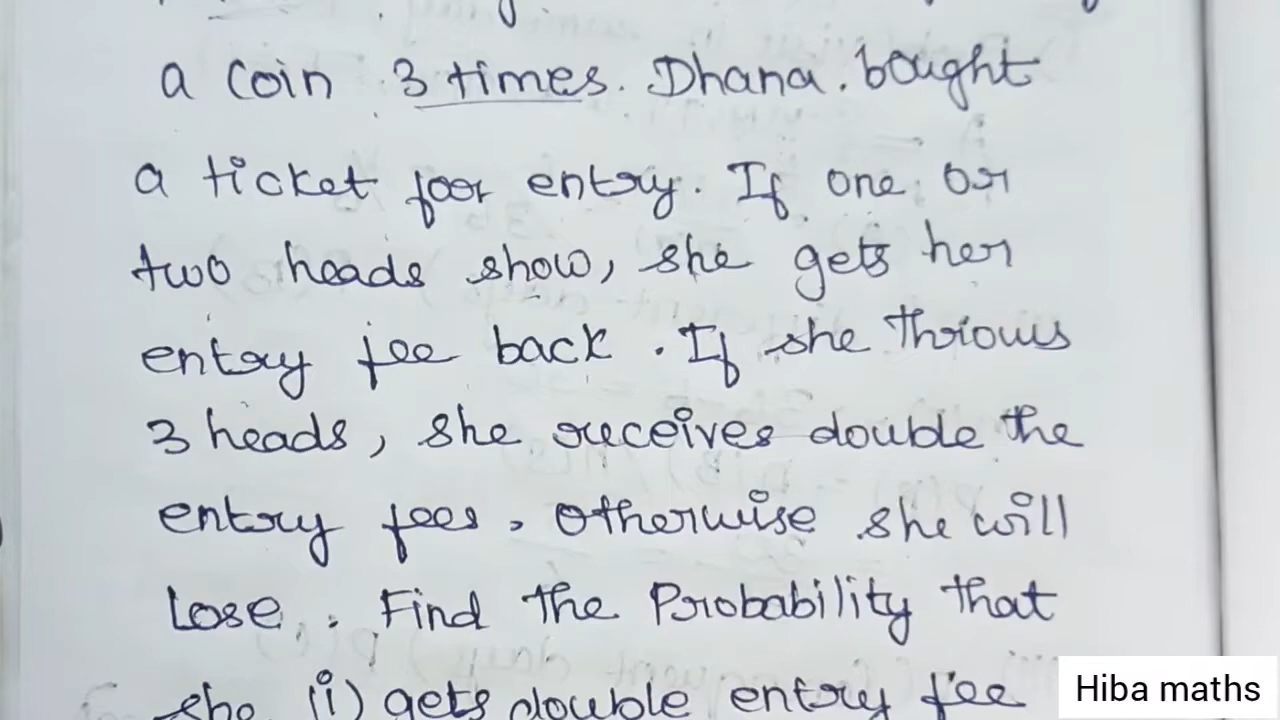 a coin 3 times. Dhana. bought
a ticket foor entry. If one or
two heads show, she gets her
entry fee back. If she throws
3 heads, she receives double the
entry fees. Otherwise she will
lose. Find the Probability that
she (i) gets double entry fee
Hiba maths